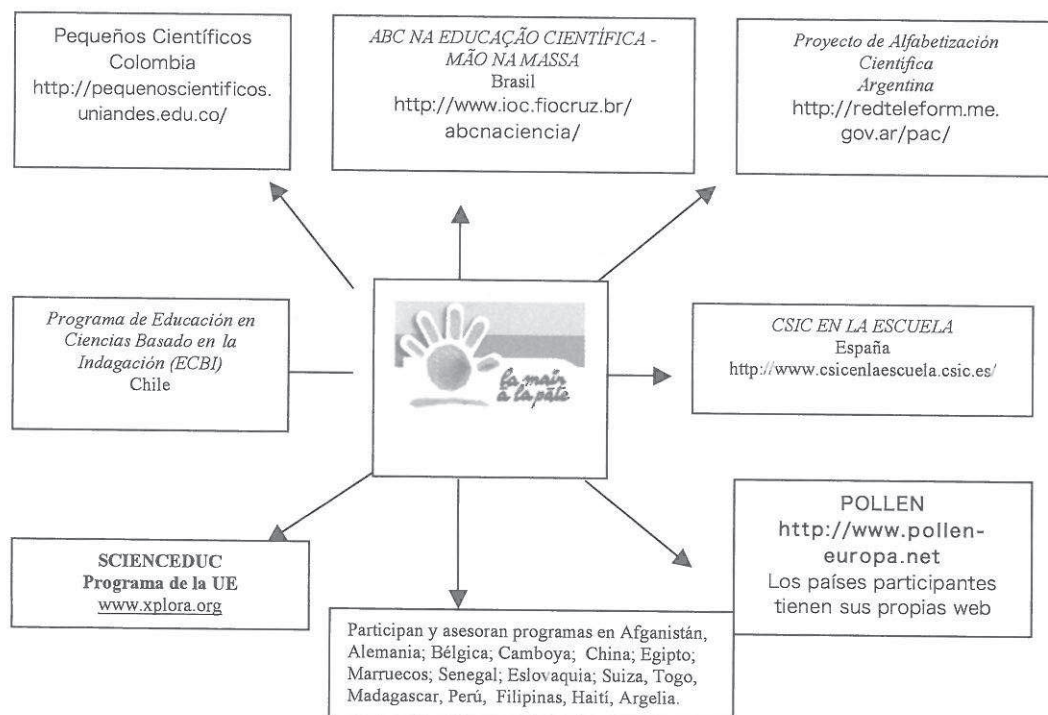 Pequeños Científicos
Colombia
http://pequenoscientificos.
uniandes.edu.co/
ABC NA EDUCAÇÃO CIENTÍFICA -
MÃO NA MASSA
Brasil
http://www.ioc.fiocruz.br/
abcnaciencia/
Proyecto de Alfabetización
Científica
Argentina
http://redteleform.me.
gov.ar/pac/
Programa de Educación en
Ciencias Basado en la
Indagación (ECBI)
Chile
la main
à la pâte
CSIC EN LA ESCUELA
España
http://www.csicenlaescuela.csic.es/
SCIENCEDUC
Programa de la UE
www.xplora.org
POLLEN
http://www.pollen-
europa.net
Los países participantes
tienen sus propias web
Participan y asesoran programas en Afganistán,
Alemania; Bélgica; Camboya; China; Egipto;
Marruecos; Senegal; Eslovaquia; Suiza, Togo,
Madagascar, Perú, Filipinas, Haití, Argelia.